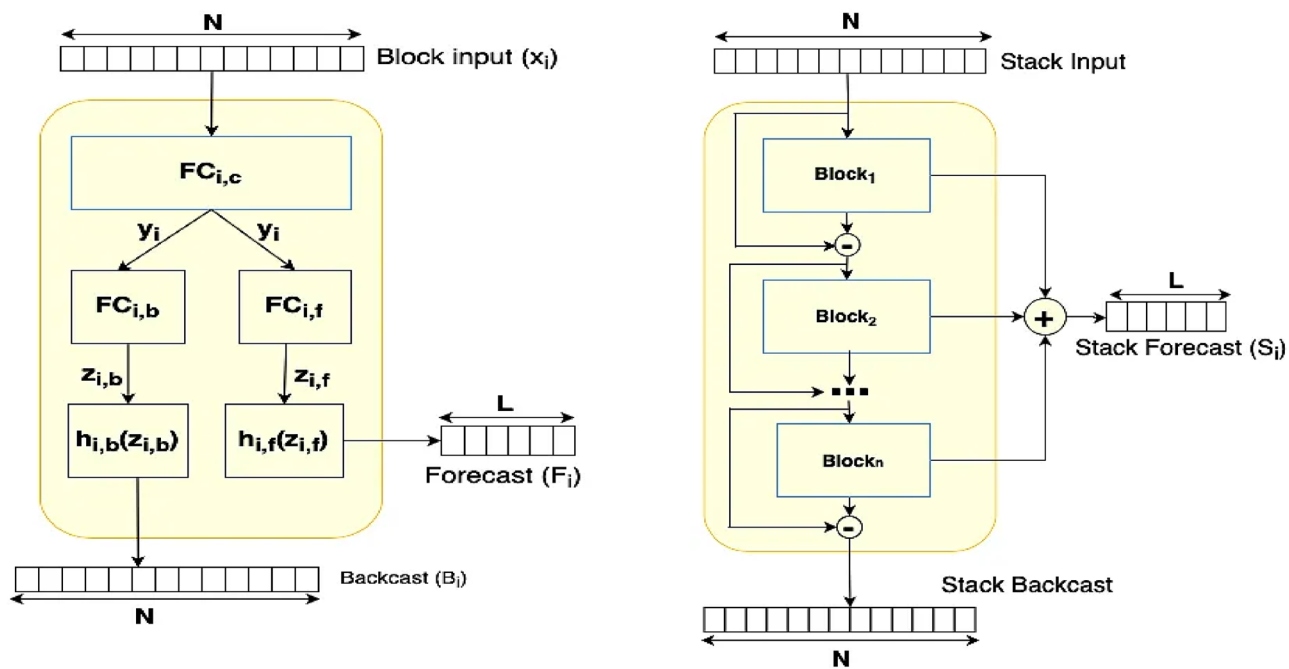 N
Block input (xᵢ)
FCᵢ,c
yᵢ
yᵢ
FCᵢ,b
FCᵢ,f
zᵢ,b
zᵢ,f
hᵢ,b(zᵢ,b)
hᵢ,f(zᵢ,f)
L
Forecast (Fᵢ)
Backcast (Bᵢ)
N
N
Stack Input
Block₁
-
Block₂
+
L
Stack Forecast (Sᵢ)
Blockₙ
-
Stack Backcast
N